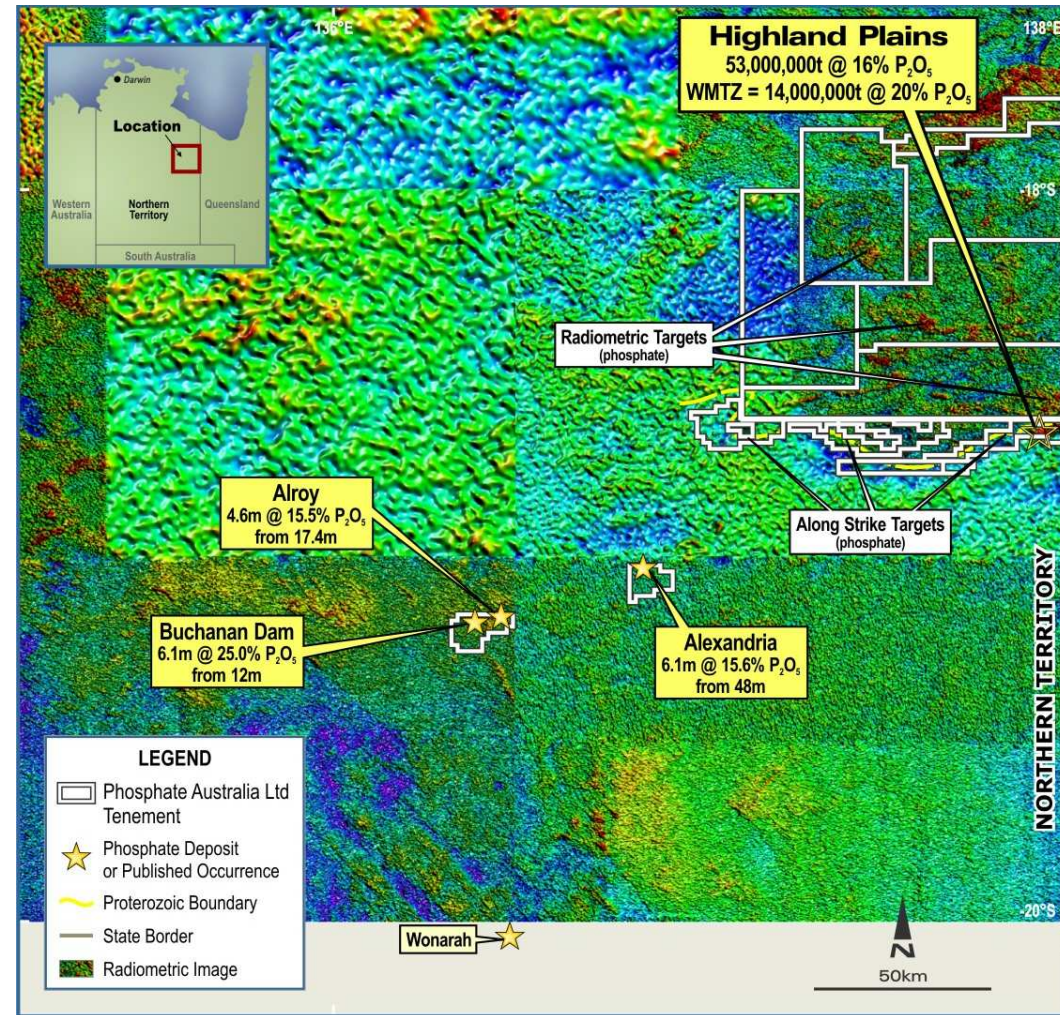 136°E
138°E
Darwin
Location
Western
Australia
Northern
Territory
Queensland
South Australia
Highland Plains
53,000,000t @ 16% P₂O₅
WMTZ = 14,000,000t @ 20% P₂O₅
-18°S
Radiometric Targets
(phosphate)
Along Strike Targets
(phosphate)
Alroy
4.6m @ 15.5% P₂O₅
from 17.4m
Buchanan Dam
6.1m @ 25.0% P₂O₅
from 12m
Alexandria
6.1m @ 15.6% P₂O₅
from 48m
NORTHERN TERRITORY
LEGEND
Phosphate Australia Ltd
Tenement
Phosphate Deposit
or Published Occurrence
Proterozoic Boundary
State Border
Radiometric Image
Wonarah
-20°S
N
50km